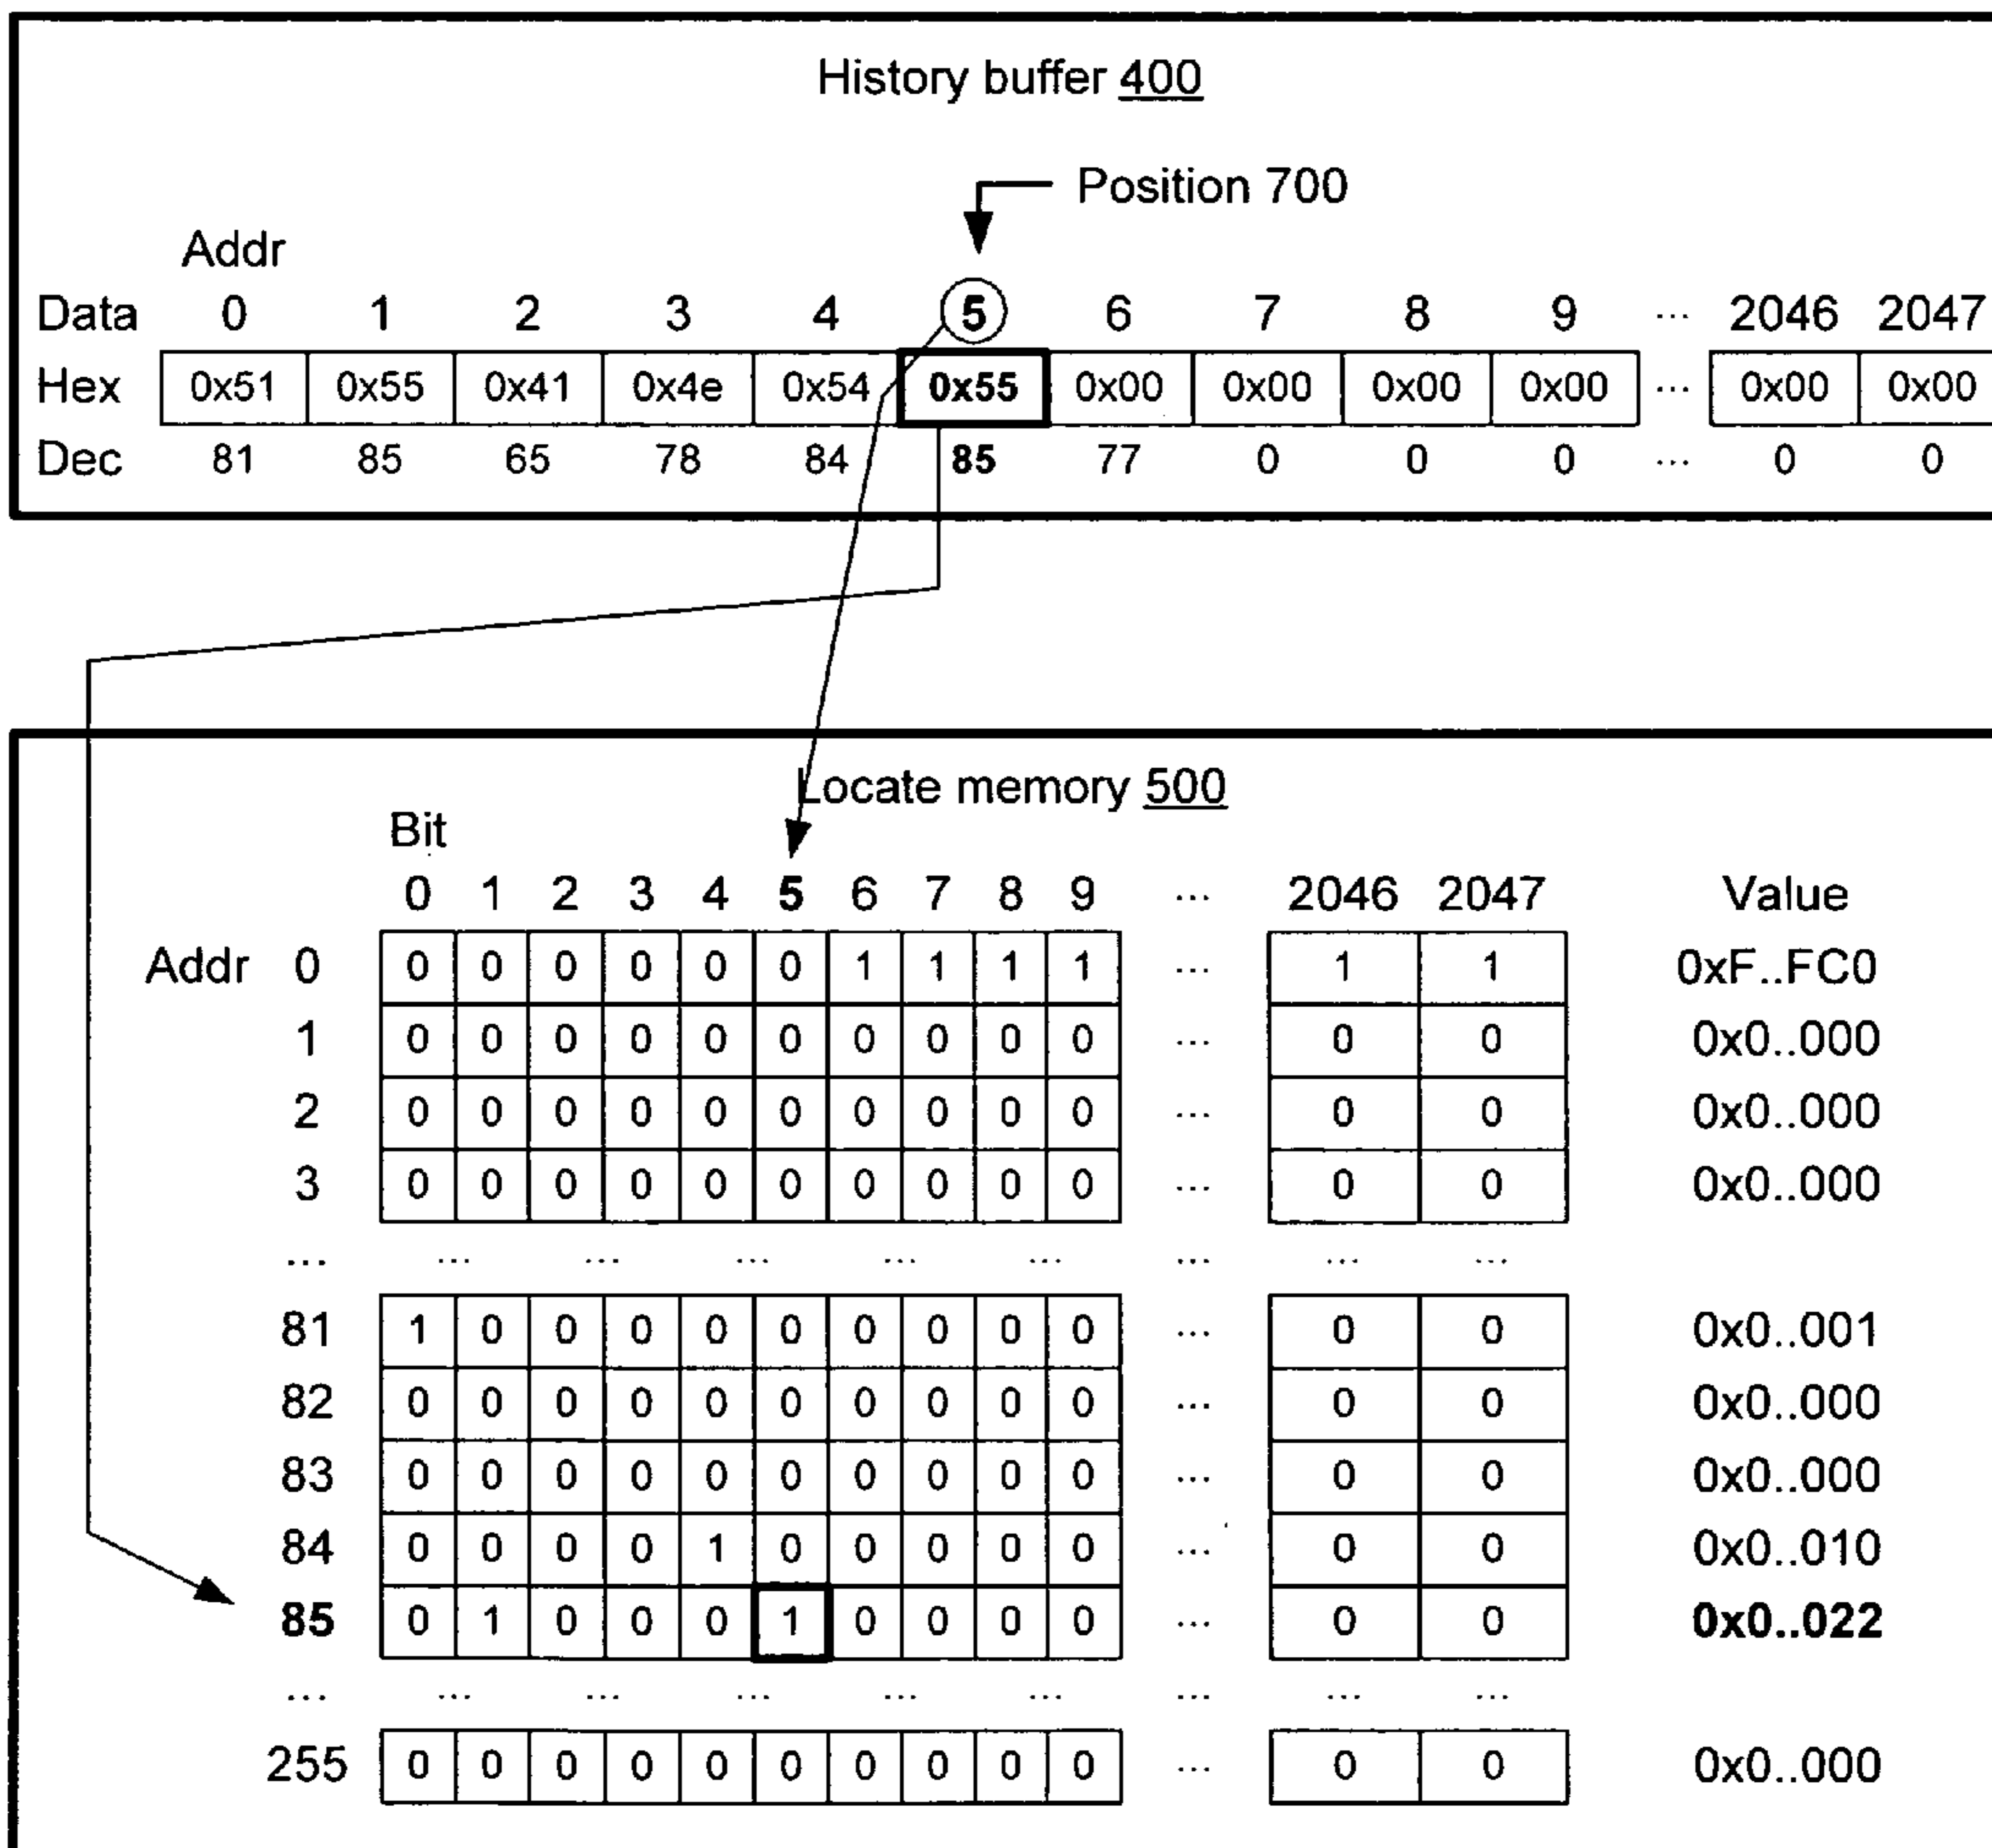 History buffer 400
Position 700
Addr
Data 0 1 2 3 4 5 6 7 8 9 ... 2046 2047
Hex 0x51 0x55 0x41 0x4e 0x54 0x55 0x00 0x00 0x00 0x00 ... 0x00 0x00
Dec 81 85 65 78 84 85 77 0 0 0 ... 0 0
Locate memory 500
Bit
0 1 2 3 4 5 6 7 8 9 ... 2046 2047 Value
Addr 0 0 0 0 0 0 0 1 1 1 1 ... 1 1 0xF..FC0
1 0 0 0 0 0 0 0 0 0 0 ... 0 0 0x0..000
2 0 0 0 0 0 0 0 0 0 0 ... 0 0 0x0..000
3 0 0 0 0 0 0 0 0 0 0 ... 0 0 0x0..000
... ... ... ... ... ... ... ... ...
81 1 0 0 0 0 0 0 0 0 0 ... 0 0 0x0..001
82 0 0 0 0 0 0 0 0 0 0 ... 0 0 0x0..000
83 0 0 0 0 0 0 0 0 0 0 ... 0 0 0x0..000
84 0 0 0 0 1 0 0 0 0 0 ... 0 0 0x0..010
85 0 1 0 0 0 1 0 0 0 0 ... 0 0 0x0..022
... ... ... ... ... ... ... ... ...
255 0 0 0 0 0 0 0 0 0 0 ... 0 0 0x0..000